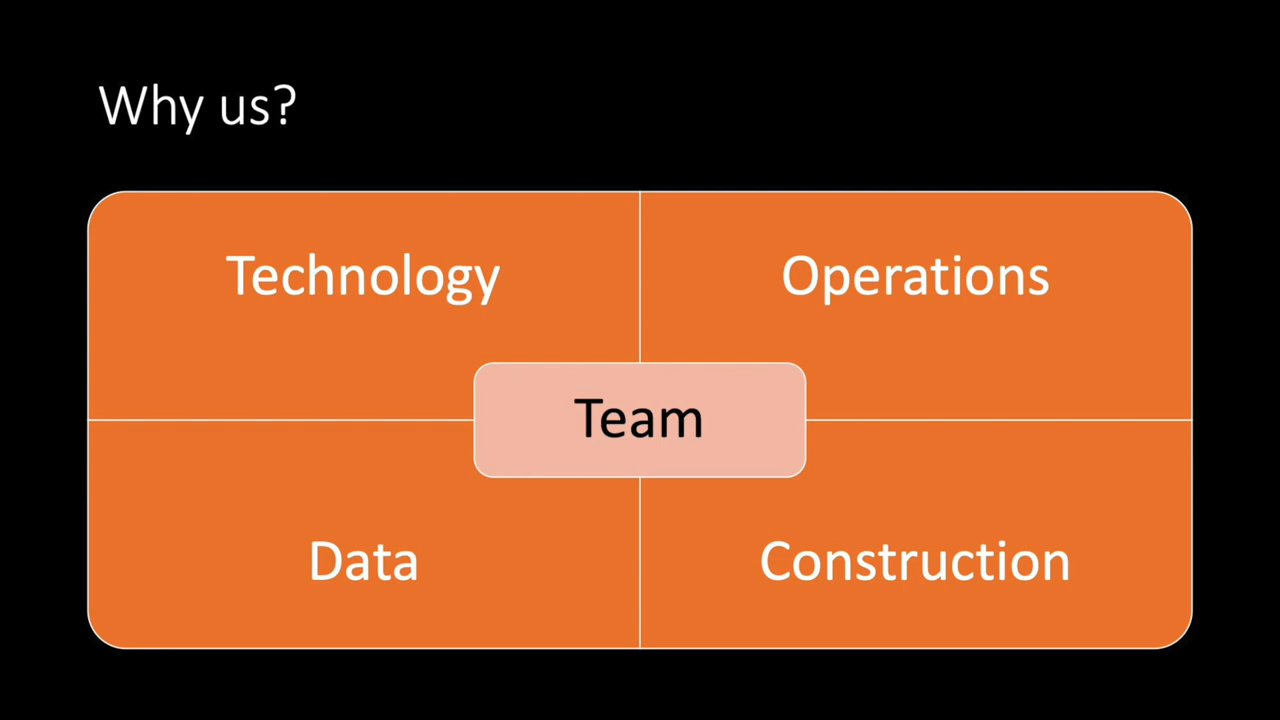 Why us?
Technology
Operations
Team
Data
Construction